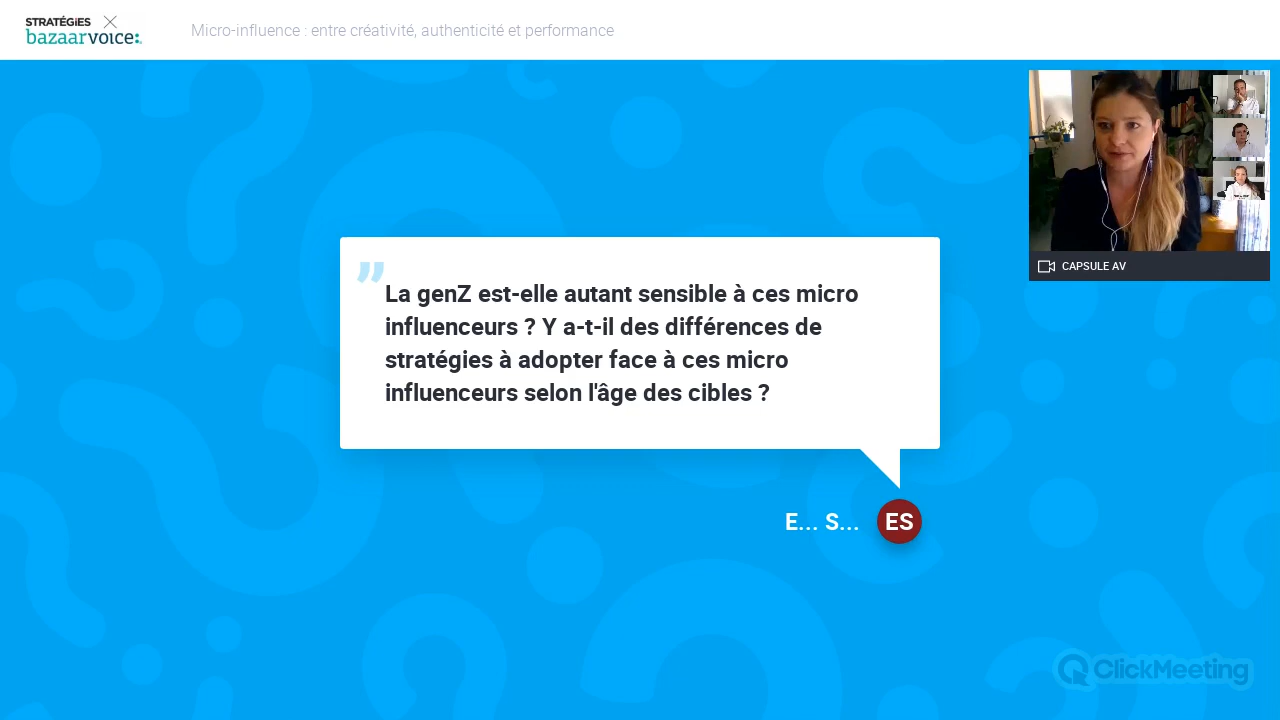 STRATÉGiES
bazaarvoice:
Micro-influence : entre créativité, authenticité et performance
CAPSULE AV
"
La genZ est-elle autant sensible à ces micro
influenceurs ? Y a-t-il des différences de
stratégies à adopter face à ces micro
influenceurs selon l'âge des cibles ?
E... S...
ES
ClickMeeting